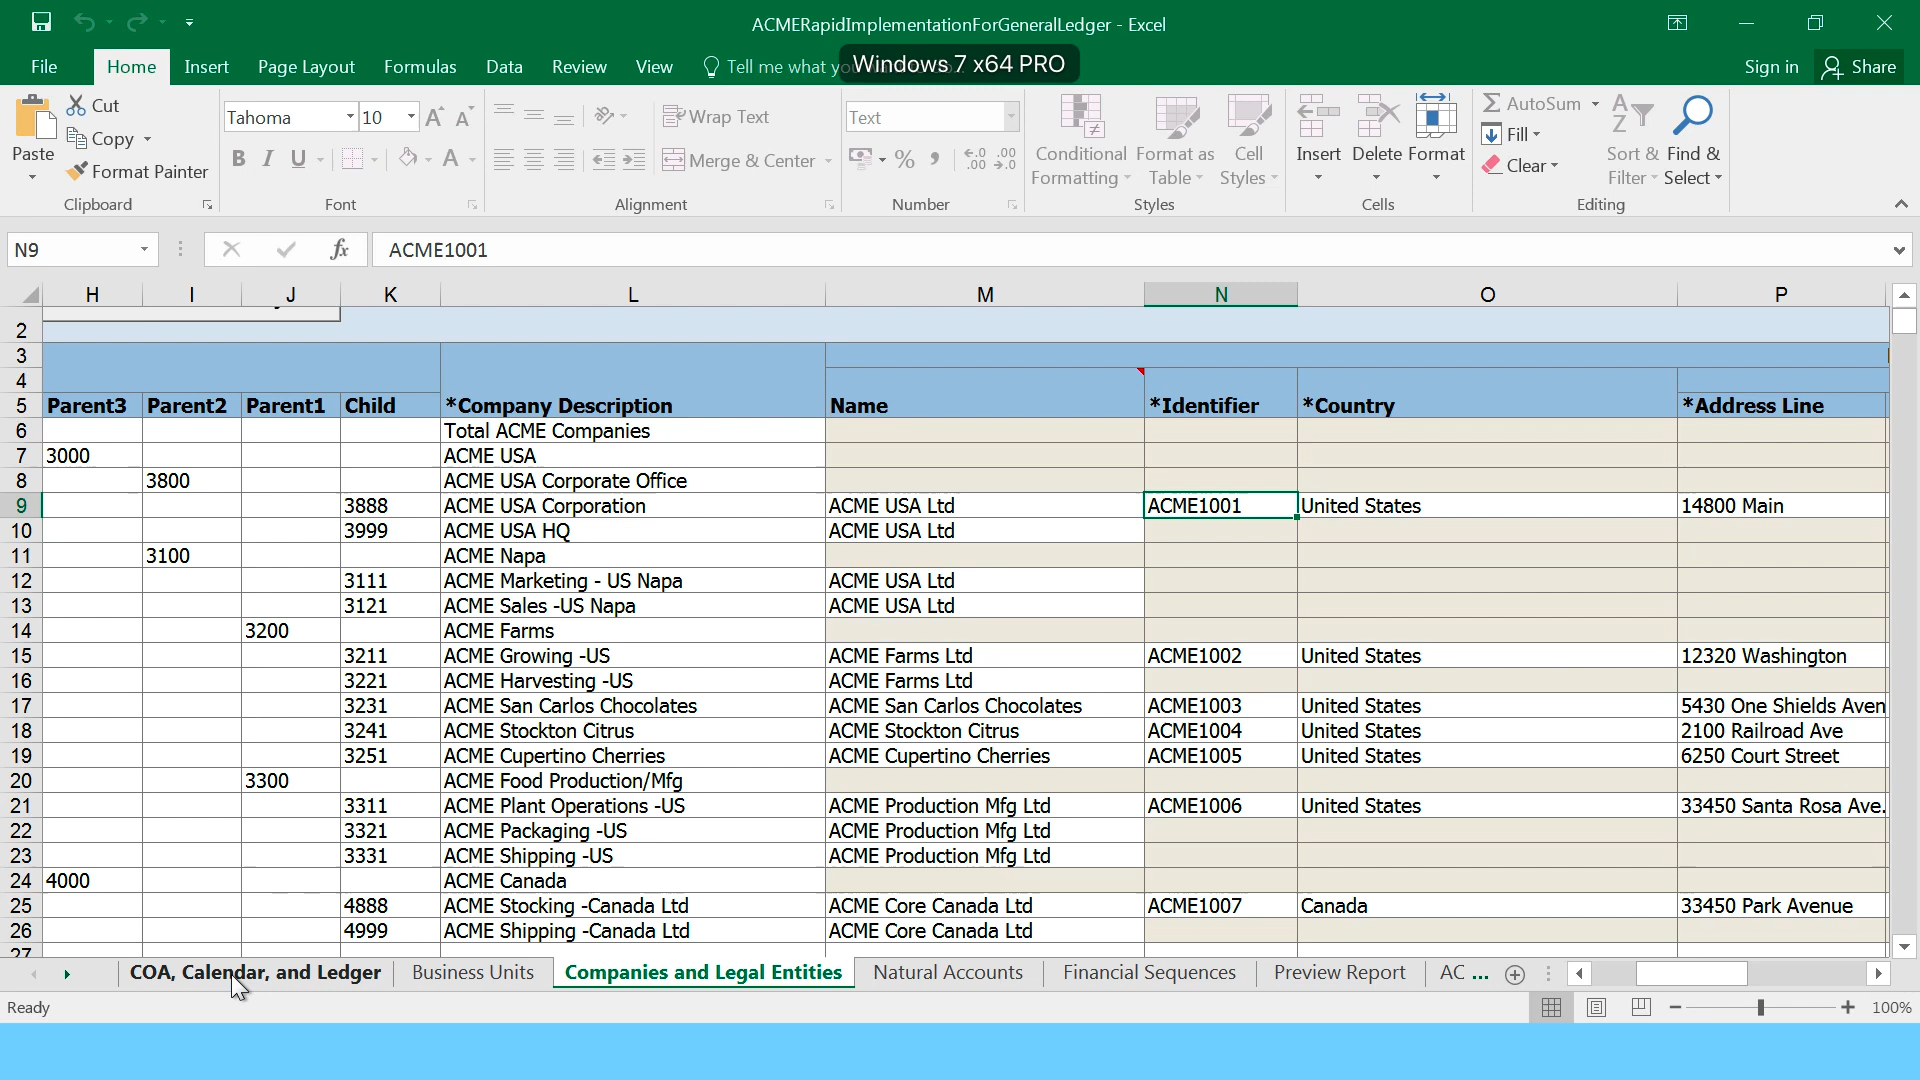 ACMERapidImplementationForGeneralLedger - Excel
File Home Insert Page Layout Formulas Data Review View Tell me what yo Windows 7 x64 PRO Sign in Share
Paste Cut Copy Format Painter
Clipboard
Tahoma 10
B I U A
Font
Wrap Text
Merge & Center
Alignment
Text
% , .00 .00
Number
Conditional Formatting Format as Table Cell Styles
Styles
Insert Delete Format
Cells
AutoSum
Fill
Clear
Sort & Filter Find & Select
Editing
N9 fx ACME1001
H I J K L M N O P
2
3
4
5 Parent3 Parent2 Parent1 Child *Company Description Name *Identifier *Country *Address Line
6 Total ACME Companies
7 3000 ACME USA
8 3800 ACME USA Corporate Office
9 3888 ACME USA Corporation ACME USA Ltd ACME1001 United States 14800 Main
10 3999 ACME USA HQ ACME USA Ltd
11 3100 ACME Napa
12 3111 ACME Marketing - US Napa ACME USA Ltd
13 3121 ACME Sales -US Napa ACME USA Ltd
14 3200 ACME Farms
15 3211 ACME Growing -US ACME Farms Ltd ACME1002 United States 12320 Washington
16 3221 ACME Harvesting -US ACME Farms Ltd
17 3231 ACME San Carlos Chocolates ACME San Carlos Chocolates ACME1003 United States 5430 One Shields Aven
18 3241 ACME Stockton Citrus ACME Stockton Citrus ACME1004 United States 2100 Railroad Ave
19 3251 ACME Cupertino Cherries ACME Cupertino Cherries ACME1005 United States 6250 Court Street
20 3300 ACME Food Production/Mfg
21 3311 ACME Plant Operations -US ACME Production Mfg Ltd ACME1006 United States 33450 Santa Rosa Ave.
22 3321 ACME Packaging -US ACME Production Mfg Ltd
23 3331 ACME Shipping -US ACME Production Mfg Ltd
24 4000 ACME Canada
25 4888 ACME Stocking -Canada Ltd ACME Core Canada Ltd ACME1007 Canada 33450 Park Avenue
26 4999 ACME Shipping -Canada Ltd ACME Core Canada Ltd
27
COA, Calendar, and Ledger Business Units Companies and Legal Entities Natural Accounts Financial Sequences Preview Report AC ...
Ready 100%